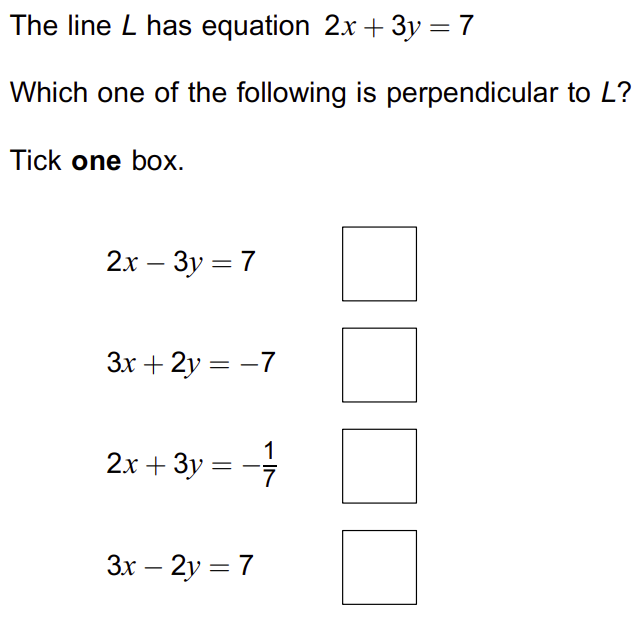 The line L has equation 2x + 3y = 7
Which one of the following is perpendicular to L?
Tick one box.
2x – 3y = 7
3x + 2y = –7
2x + 3y = –1/7
3x – 2y = 7